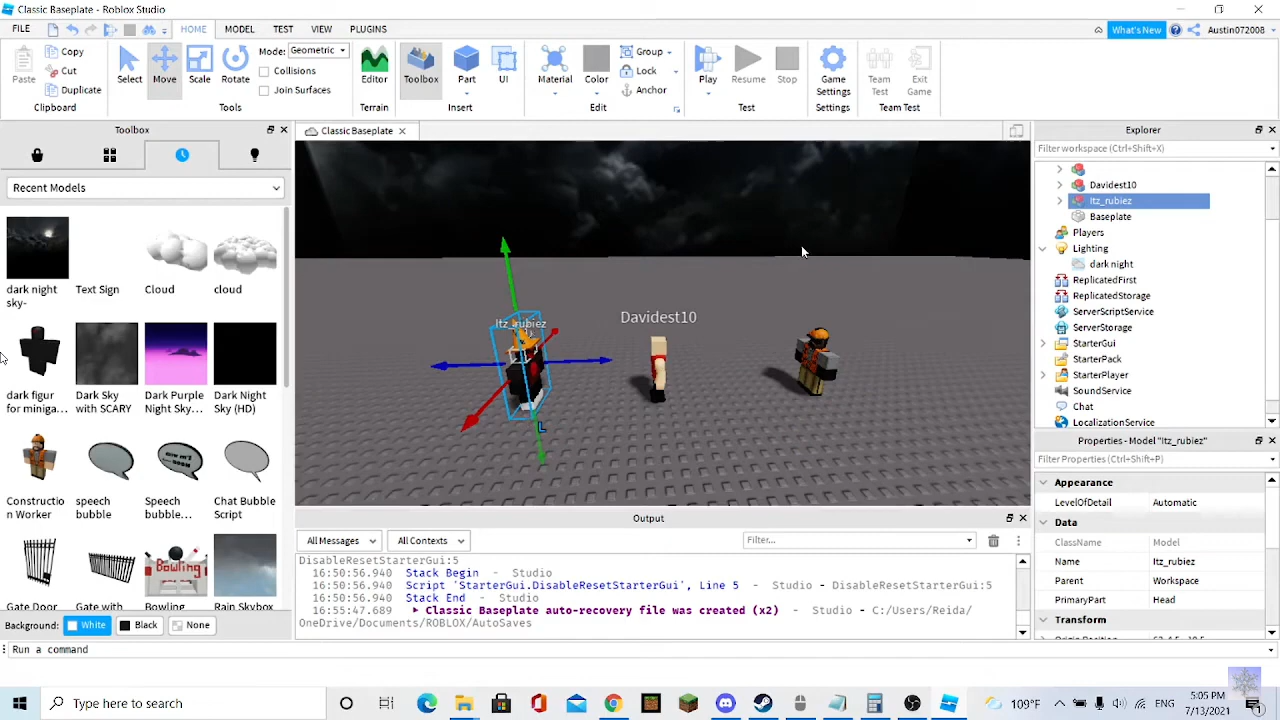 Classic Baseplate - Roblox Studio
FILE HOME MODEL TEST VIEW PLUGINS What's New Austin072008
Paste Copy Cut Duplicate Clipboard
Select Move Scale Rotate Mode: Geometric Collisions Join Surfaces Tools
Editor Terrain
Toolbox Part UI Insert
Material Color Group Lock Anchor Edit
Play Resume Stop Test
Game Settings Settings
Team Test Exit Game Team Test
Toolbox
Recent Models
dark night sky-
Text Sign
Cloud
cloud
dark figur for miniga...
Dark Sky with SCARY
Dark Purple Night Sky...
Dark Night Sky (HD)
Constructio n Worker
speech bubble
Speech bubble...
Chat Bubble Script
Gate Door
Gate with
Bowling
Bowling
Rain Skybox
Background: White Black None
Classic Baseplate
Itz_rubiez
Davidest10
Output
All Messages All Contexts Filter...
DisableResetStarterGui:5
16:50:56.940 Stack Begin - Studio
16:50:56.940 Script 'StarterGui.DisableResetStarterGui', Line 5 - Studio - DisableResetStarterGui:5
16:50:56.940 Stack End - Studio
16:55:47.689 Classic Baseplate auto-recovery file was created (x2) - Studio - C:/Users/Reida/
OneDrive/Documents/ROBLOX/AutoSaves
Explorer
Filter workspace (Ctrl+Shift+X)
Davidest10
Itz_rubiez
Baseplate
Players
Lighting
dark night
ReplicatedFirst
ReplicatedStorage
ServerScriptService
ServerStorage
StarterGui
StarterPack
StarterPlayer
SoundService
Chat
LocalizationService
Properties - Model "Itz_rubiez"
Filter Properties (Ctrl+Shift+P)
Appearance
LevelOfDetail Automatic
Data
ClassName Model
Name Itz_rubiez
Parent Workspace
PrimaryPart Head
Transform
Run a command
Type here to search
109°F ENG 5:05 PM
7/13/2021